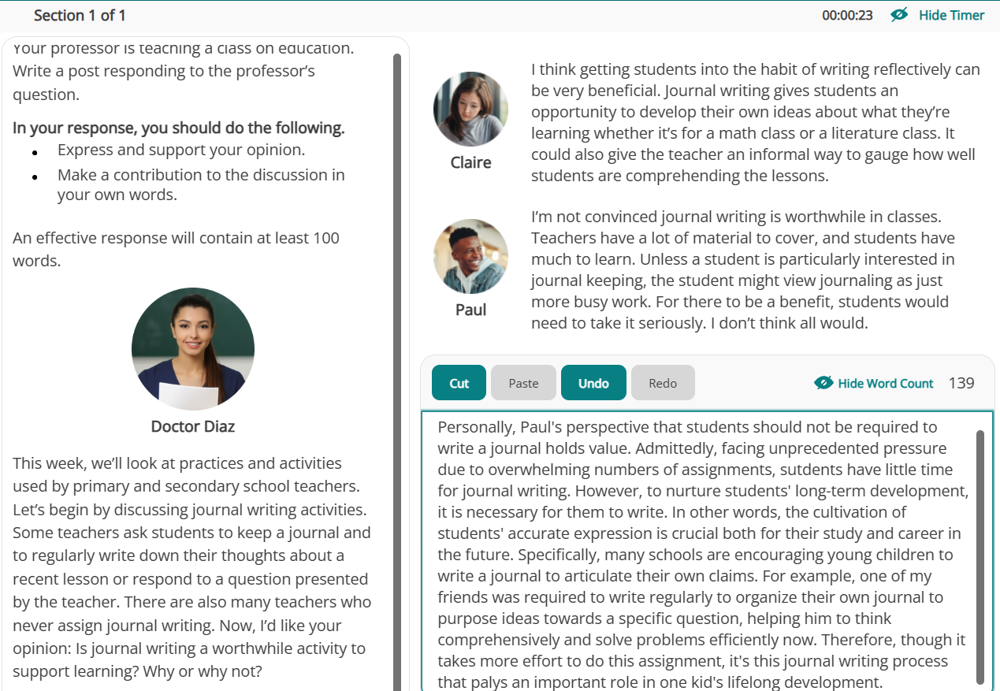 Section 1 of 1
00:00:23
Hide Timer
Your professor is teaching a class on education.
Write a post responding to the professor's
question.
In your response, you should do the following.
• Express and support your opinion.
• Make a contribution to the discussion in
your own words.
An effective response will contain at least 100
words.
Doctor Diaz
This week, we'll look at practices and activities
used by primary and secondary school teachers.
Let's begin by discussing journal writing activities.
Some teachers ask students to keep a journal and
to regularly write down their thoughts about a
recent lesson or respond to a question presented
by the teacher. There are also many teachers who
never assign journal writing. Now, I'd like your
opinion: Is journal writing a worthwhile activity to
support learning? Why or why not?
I think getting students into the habit of writing reflectively can
be very beneficial. Journal writing gives students an
opportunity to develop their own ideas about what they're
learning whether it's for a math class or a literature class. It
could also give the teacher an informal way to gauge how well
students are comprehending the lessons.
Claire
I'm not convinced journal writing is worthwhile in classes.
Teachers have a lot of material to cover, and students have
much to learn. Unless a student is particularly interested in
journal keeping, the student might view journaling as just
more busy work. For there to be a benefit, students would
need to take it seriously. I don't think all would.
Paul
Cut
Paste
Undo
Redo
Hide Word Count
139
Personally, Paul's perspective that students should not be required to
write a journal holds value. Admittedly, facing unprecedented pressure
due to overwhelming numbers of assignments, sutdents have little time
for journal writing. However, to nurture students' long-term development,
it is necessary for them to write. In other words, the cultivation of
students' accurate expression is crucial both for their study and career in
the future. Specifically, many schools are encouraging young children to
write a journal to articulate their own claims. For example, one of my
friends was required to write regularly to organize their own journal to
purpose ideas towards a specific question, helping him to think
comprehensively and solve problems efficiently now. Therefore, though it
takes more effort to do this assignment, it's this journal writing process
that palys an important role in one kid's lifelong development.